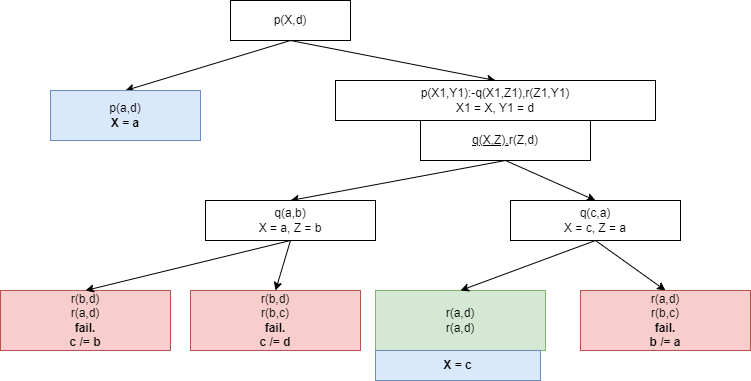 p(X,d)
p(a,d)
X = a
p(X1,Y1):-q(X1,Z1),r(Z1,Y1)
X1 = X, Y1 = d
q(X,Z),r(Z,d)
q(a,b)
X = a, Z = b
q(c,a)
X = c, Z = a
r(b,d)
r(a,d)
fail.
c /= b
r(b,d)
r(b,c)
fail.
c /= d
r(a,d)
r(a,d)
X = c
r(a,d)
r(b,c)
fail.
b /= a